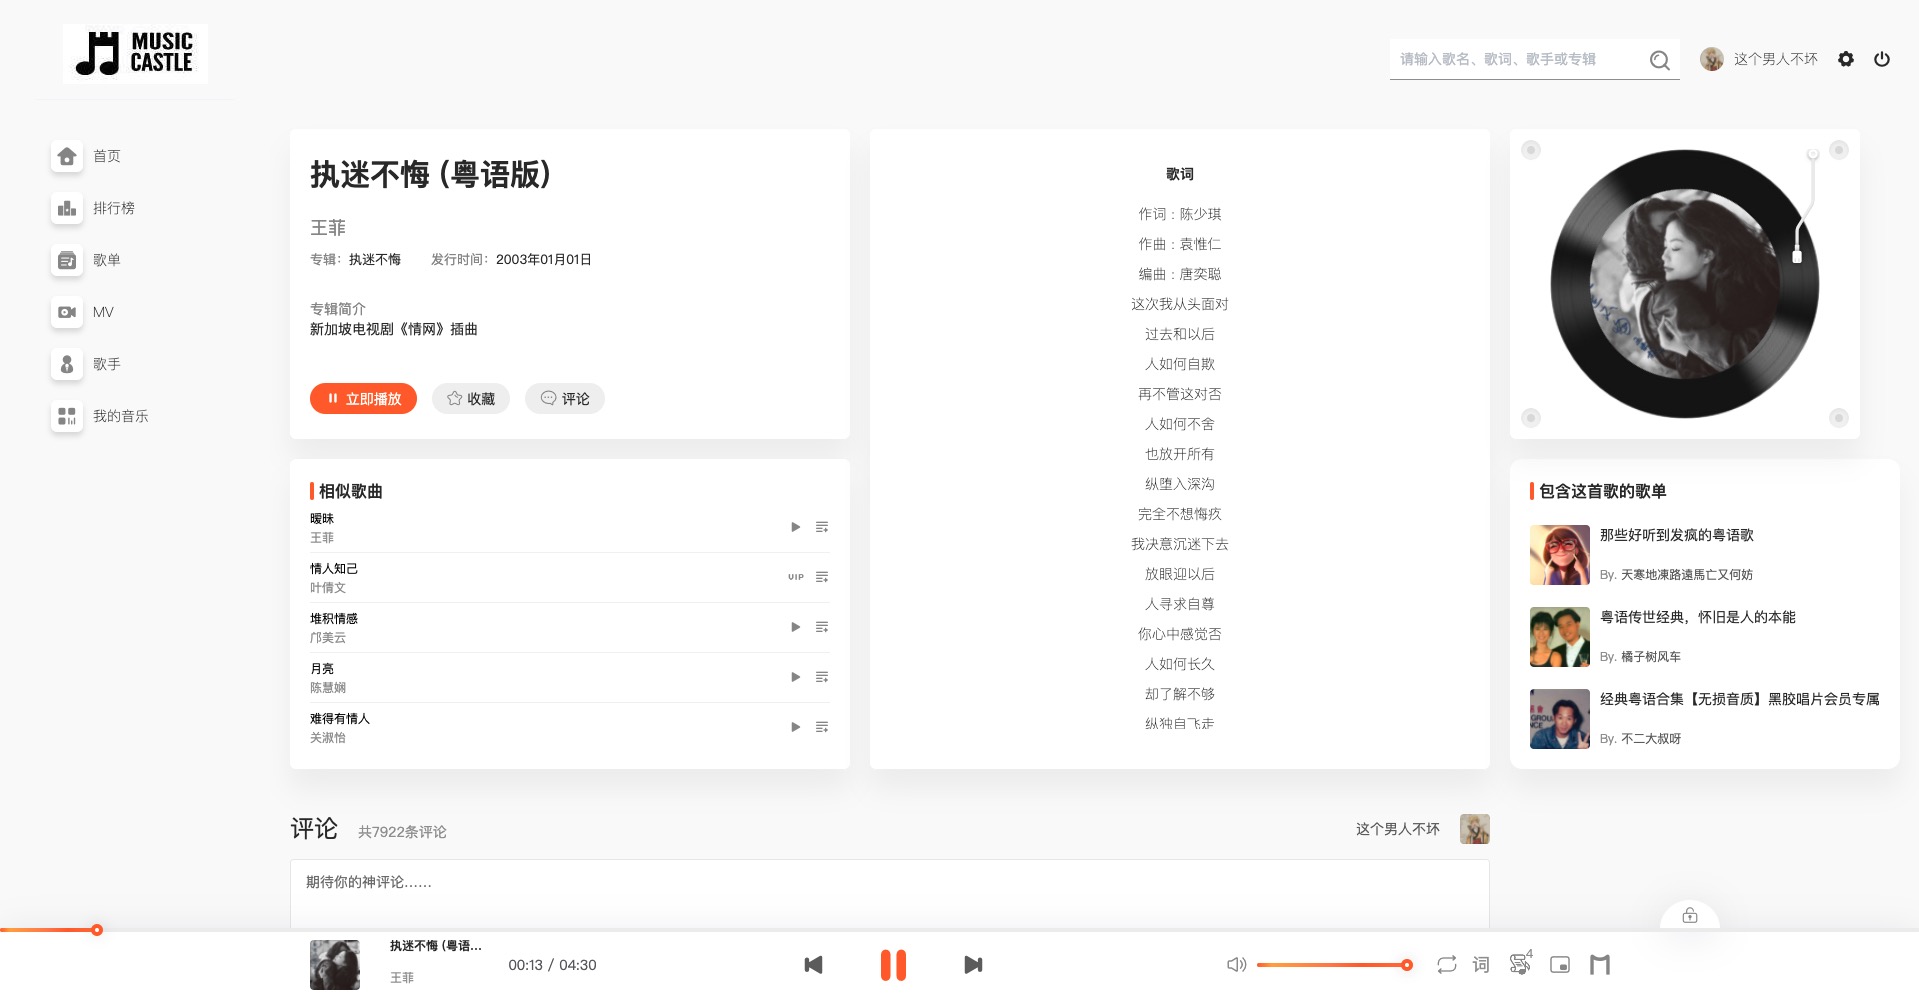 MUSIC
CASTLE
请输入歌名、歌词、歌手或专辑
这个男人不坏
首页
排行榜
歌单
MV
歌手
我的音乐
执迷不悔 (粤语版)
王菲
专辑： 执迷不悔 发行时间： 2003年01月01日
专辑简介
新加坡电视剧《情网》插曲
立即播放 收藏 评论
相似歌曲
暧昧
王菲
情人知己
叶倩文
VIP
堆积情感
邝美云
月亮
陈慧娴
难得有情人
关淑怡
歌词
作词 : 陈少琪
作曲 : 袁惟仁
编曲 : 唐奕聪
这次我从头面对
过去和以后
人如何自欺
再不管这对否
人如何不舍
也放开所有
纵堕入深沟
完全不想悔疚
我决意沉迷下去
放眼迎以后
人寻求自尊
你心中感觉否
人如何长久
却了解不够
纵独自飞走
包含这首歌的歌单
那些好听到发疯的粤语歌
By. 天寒地凍路遠馬亡又何妨
粤语传世经典，怀旧是人的本能
By. 橘子树风车
经典粤语合集【无损音质】黑胶唱片会员专属
By. 不二大叔呀
评论 共7922条评论
这个男人不坏
期待你的神评论……
执迷不悔 (粤语...
王菲
00:13 / 04:30
词
4